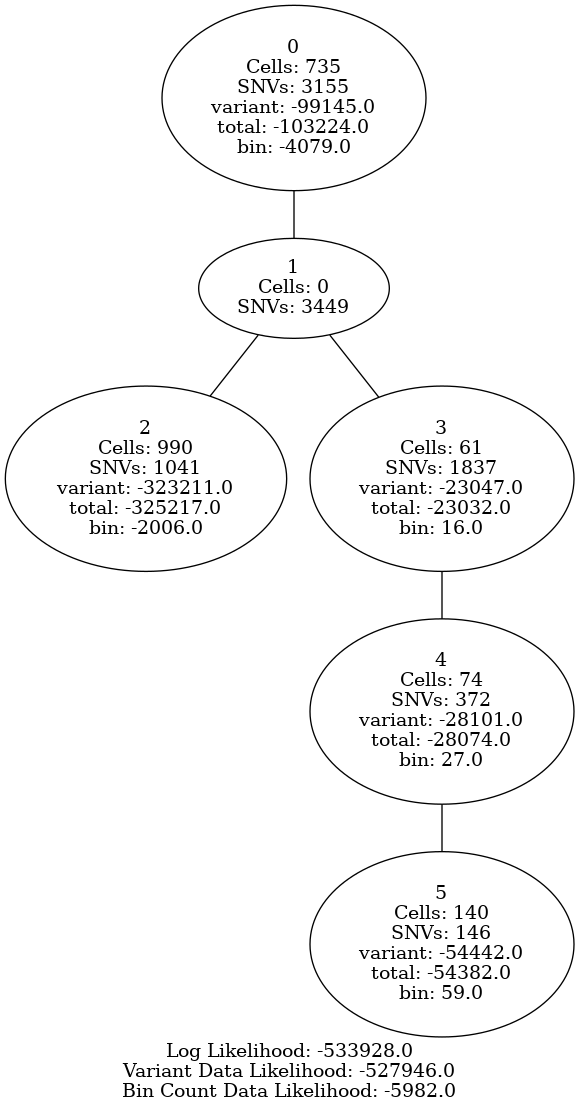 0
Cells: 735
SNVs: 3155
variant: -99145.0
total: -103224.0
bin: -4079.0
1
Cells: 0
SNVs: 3449
2
Cells: 990
SNVs: 1041
variant: -323211.0
total: -325217.0
bin: -2006.0
3
Cells: 61
SNVs: 1837
variant: -23047.0
total: -23032.0
bin: 16.0
4
Cells: 74
SNVs: 372
variant: -28101.0
total: -28074.0
bin: 27.0
5
Cells: 140
SNVs: 146
variant: -54442.0
total: -54382.0
bin: 59.0
Log Likelihood: -533928.0
Variant Data Likelihood: -527946.0
Bin Count Data Likelihood: -5982.0